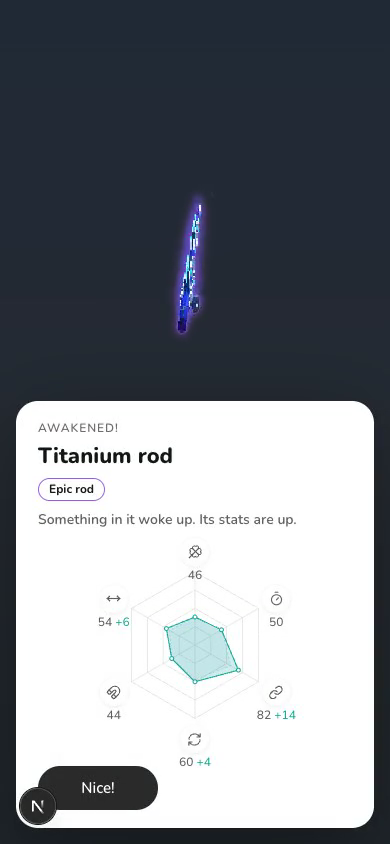 AWAKENED!
Titanium rod
Epic rod
Something in it woke up. Its stats are up.
46
54 +6
50
44
82 +14
60 +4
Nice!
N